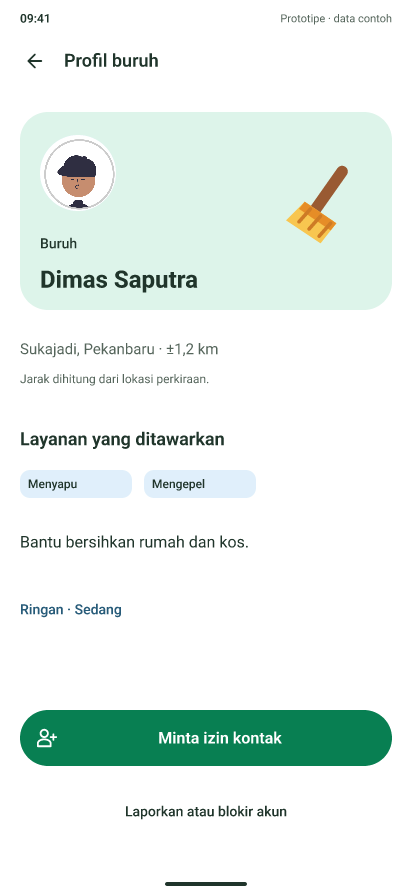 09:41
Prototipe · data contoh
Profil buruh
Buruh
Dimas Saputra
Sukajadi, Pekanbaru · ±1,2 km
Jarak dihitung dari lokasi perkiraan.
Layanan yang ditawarkan
Menyapu
Mengepel
Bantu bersihkan rumah dan kos.
Ringan · Sedang
Minta izin kontak
Laporkan atau blokir akun